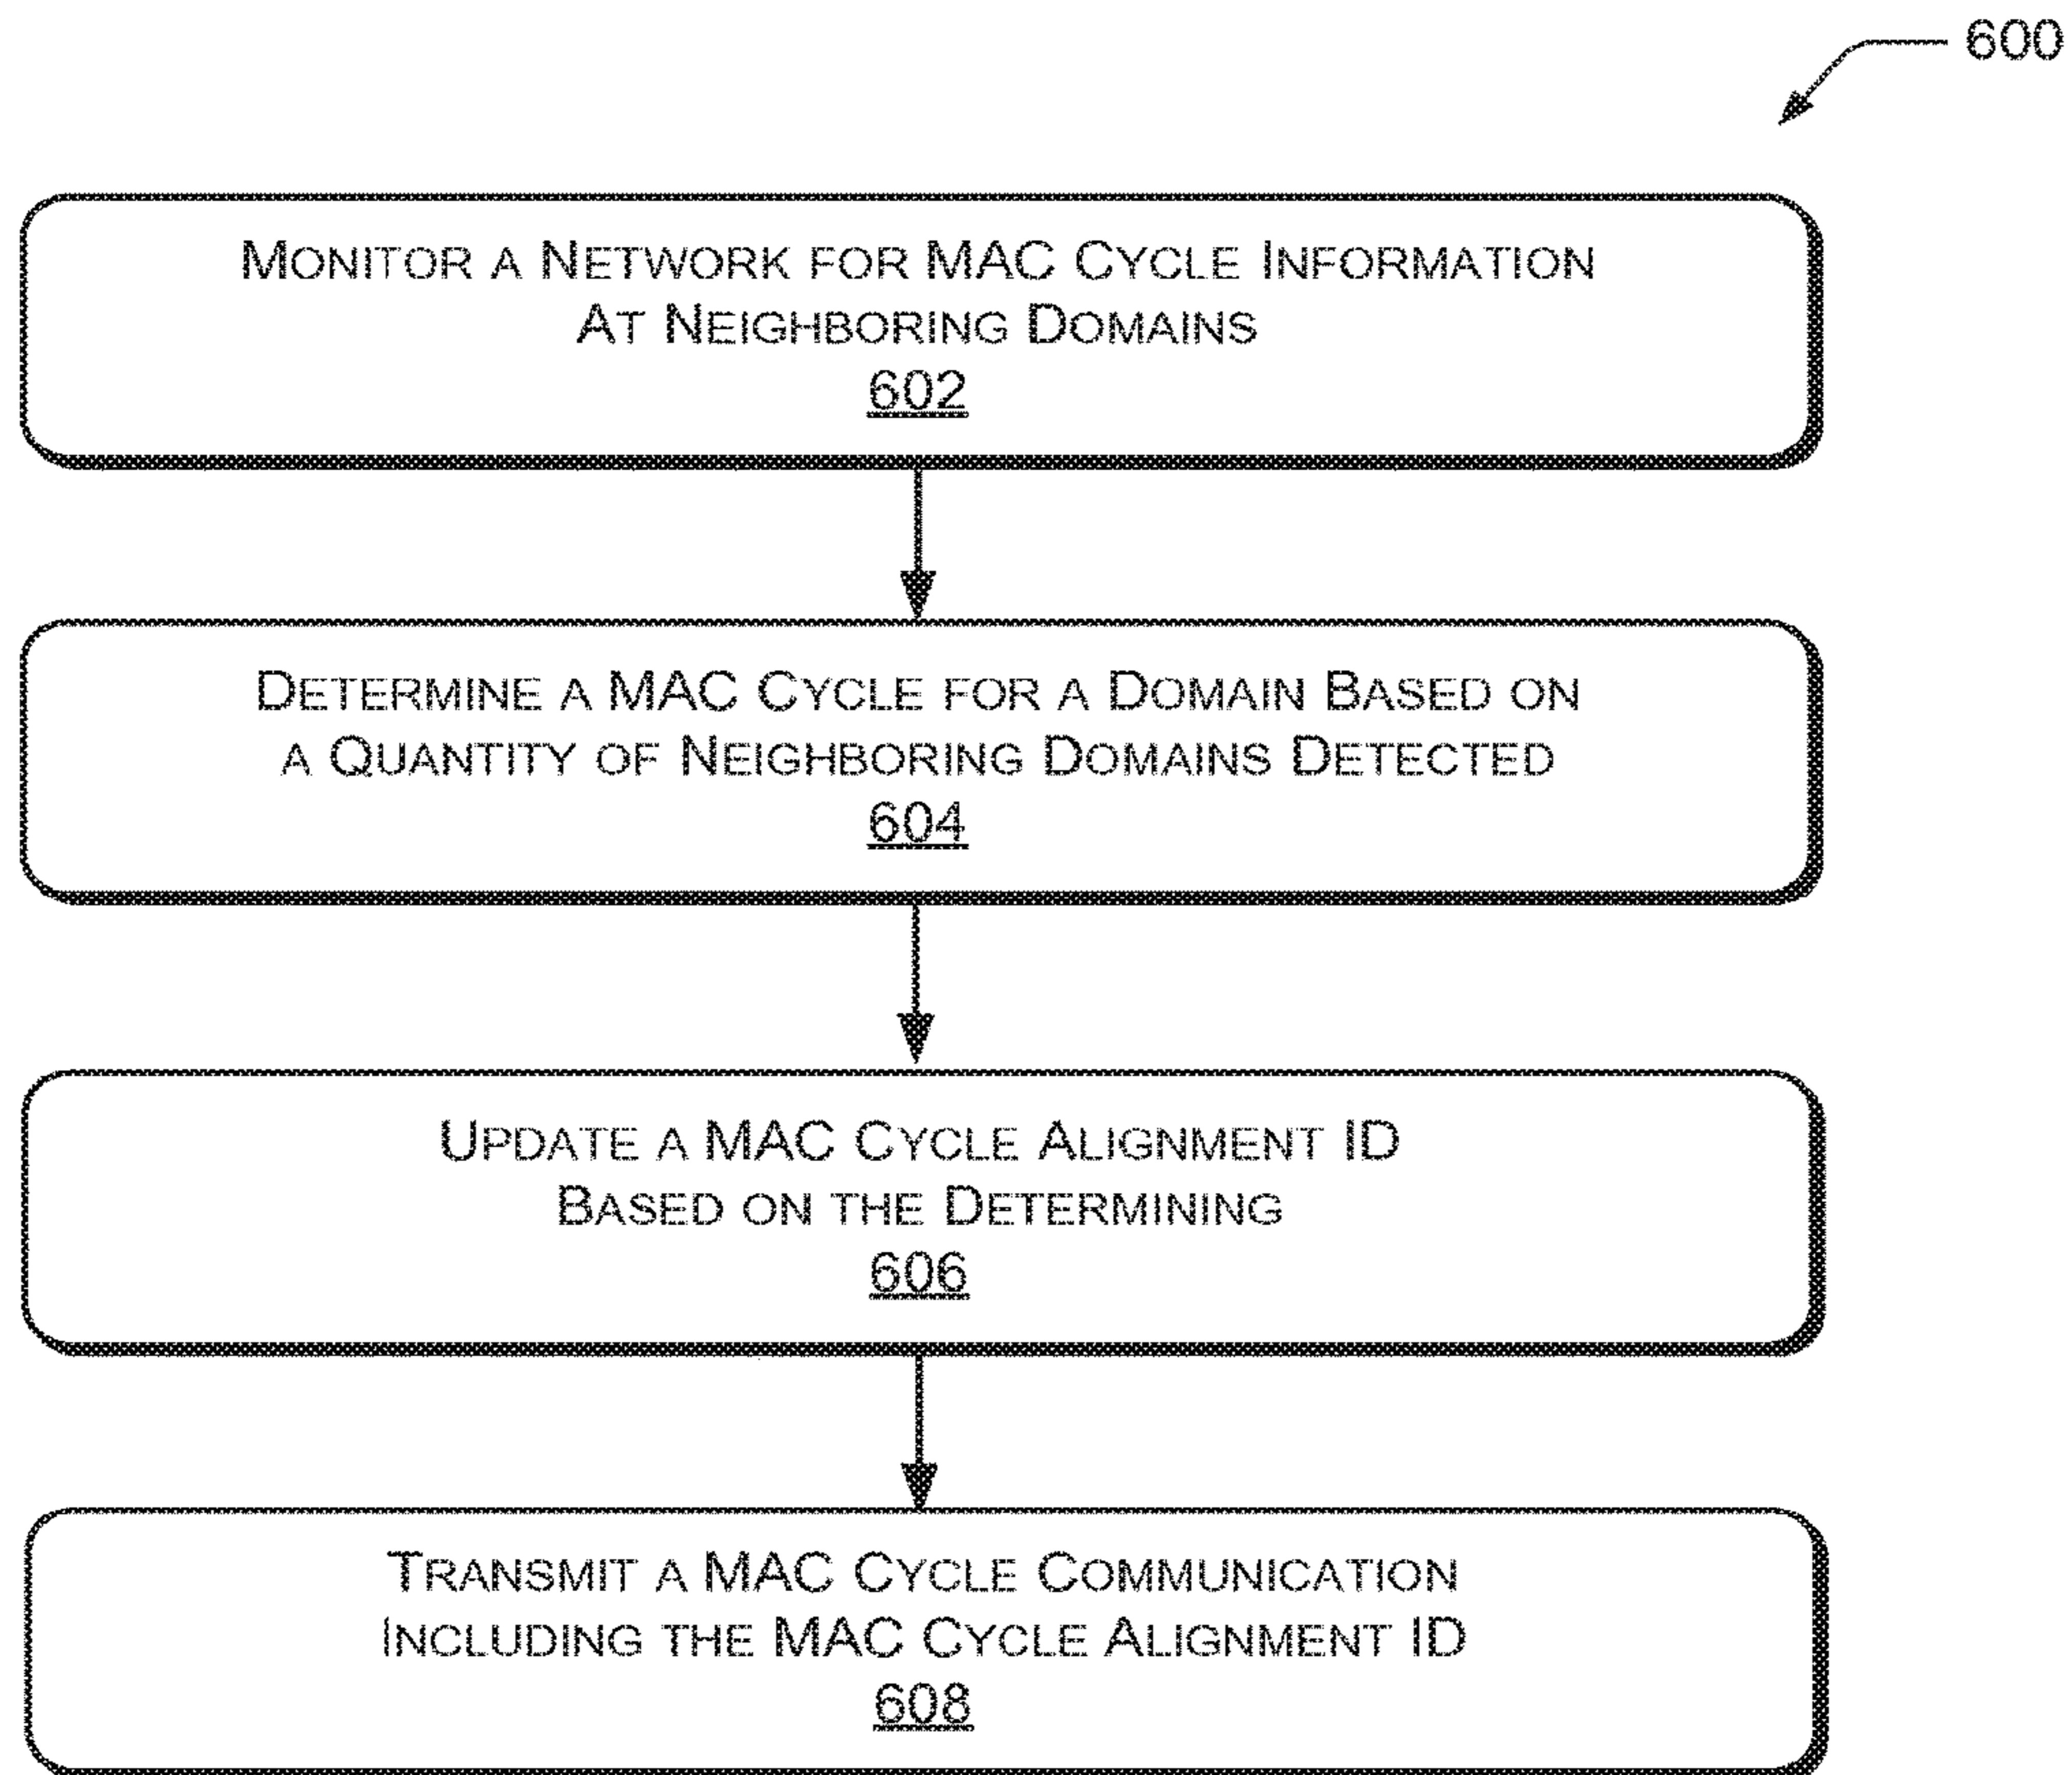 600
MONITOR A NETWORK FOR MAC CYCLE INFORMATION
AT NEIGHBORING DOMAINS
602
DETERMINE A MAC CYCLE FOR A DOMAIN BASED ON
A QUANTITY OF NEIGHBORING DOMAINS DETECTED
604
UPDATE A MAC CYCLE ALIGNMENT ID
BASED ON THE DETERMINING
606
TRANSMIT A MAC CYCLE COMMUNICATION
INCLUDING THE MAC CYCLE ALIGNMENT ID
608